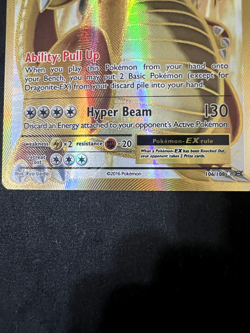 Ability: Pull Up
When you play this Pokémon from your hand onto
your Bench, you may put 2 Basic Pokémon (except for
Dragonite-EX) from your discard pile into your hand.
Hyper Beam 130
Discard an Energy attached to your opponent's Active Pokémon.
weakness ×2 resistance -20
Pokémon-EX rule
When a Pokémon-EX has been Knocked Out,
your opponent takes 2 Prize cards.
retreat cost
©2016 Pokémon
106/108